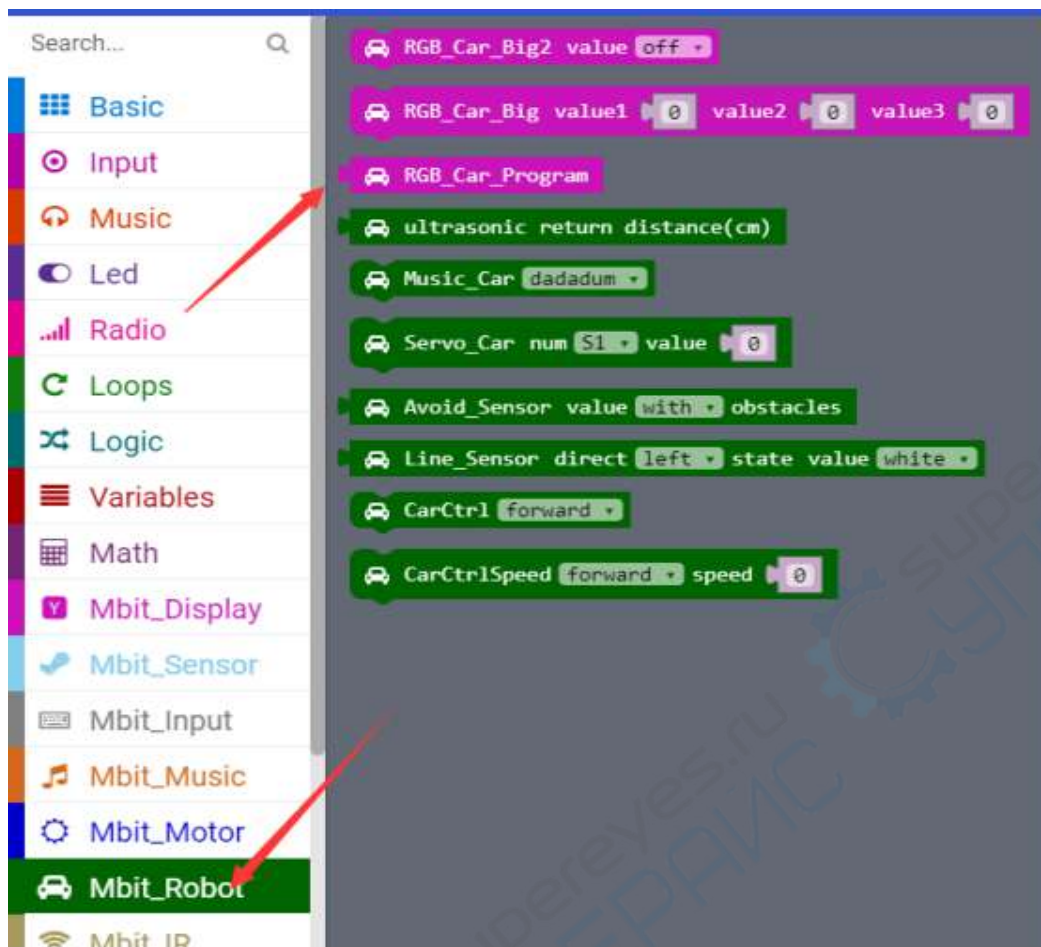 Search...
Basic
Input
Music
Led
Radio
Loops
Logic
Variables
Math
Mbit_Display
Mbit_Sensor
Mbit_Input
Mbit_Music
Mbit_Motor
Mbit_Robot
Mbit_IR
RGB_Car_Big2 value off
RGB_Car_Big value1 0 value2 0 value3 0
RGB_Car_Program
ultrasonic return distance(cm)
Music_Car dadadum
Servo_Car num S1 value 0
Avoid_Sensor value with obstacles
Line_Sensor direct left state value white
CarCtrl forward
CarCtrlSpeed forward speed 0
supereyes.ru